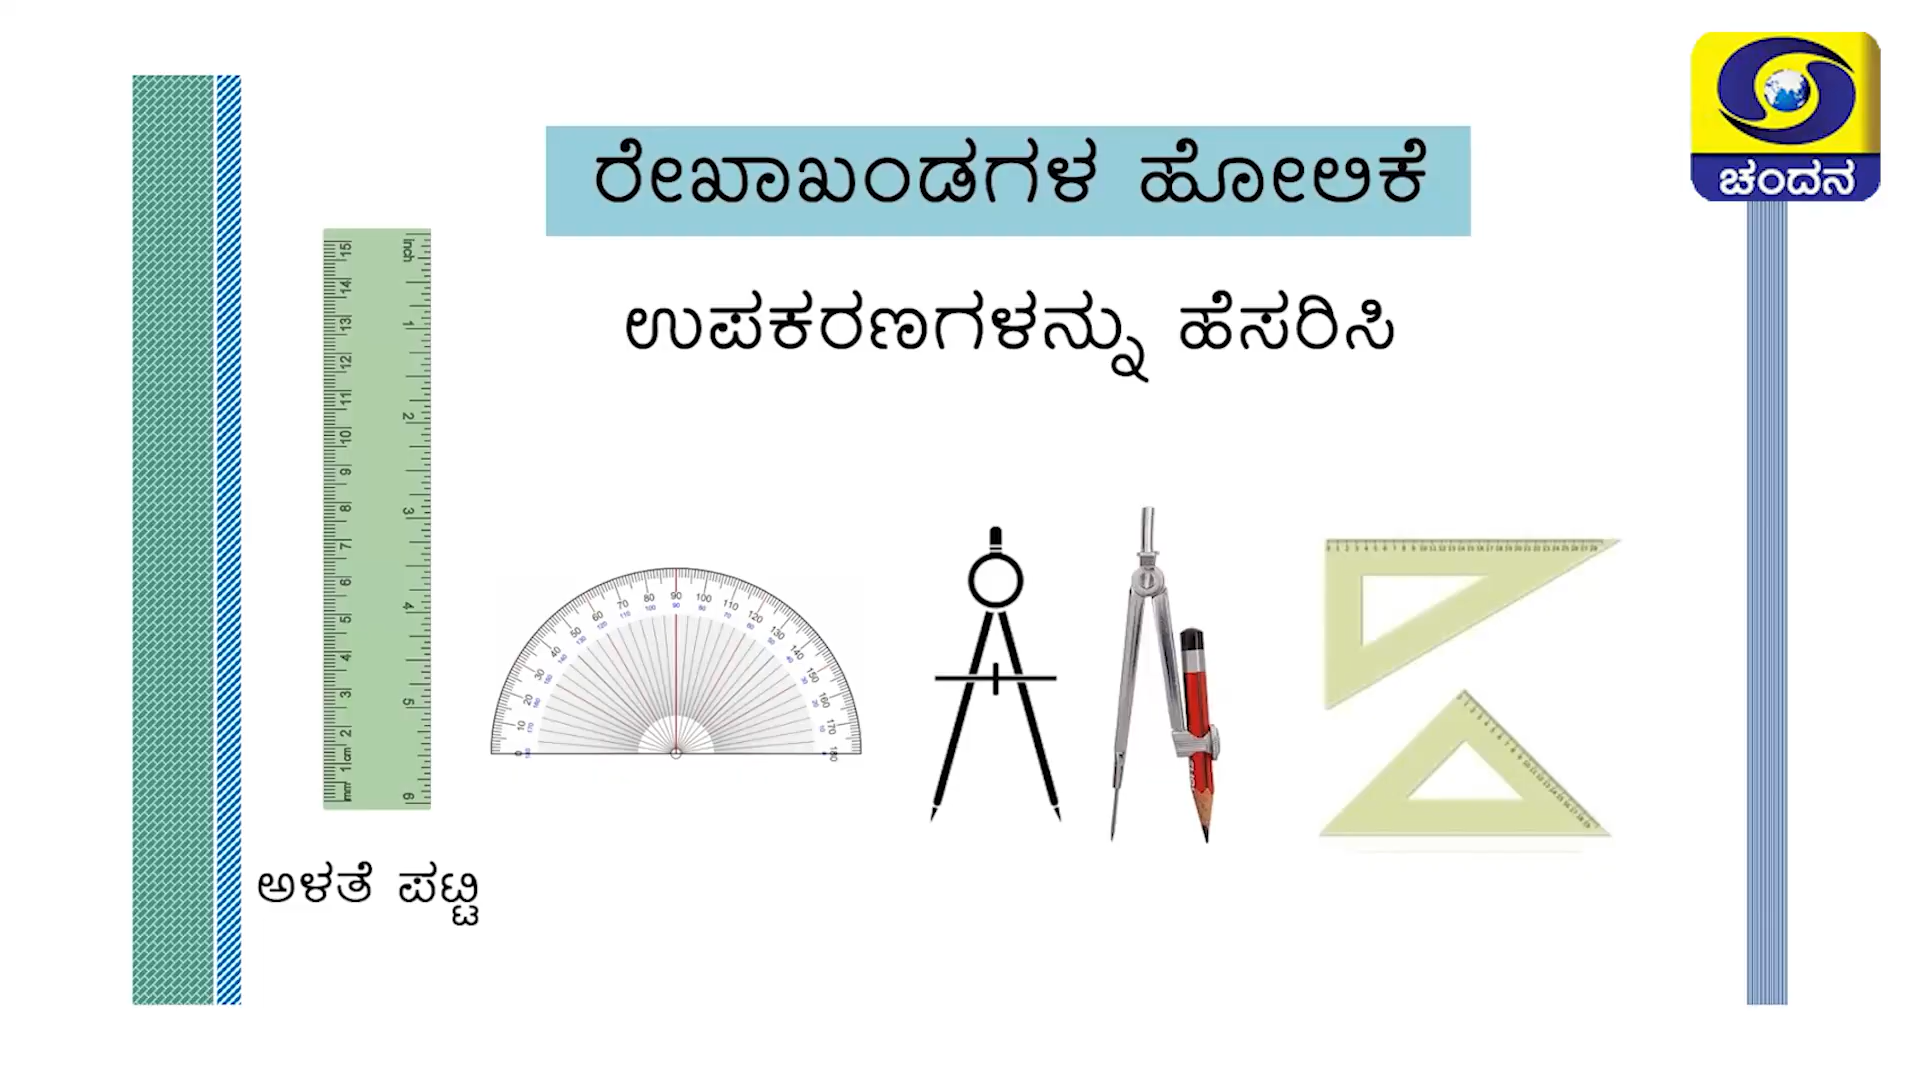 ಚಂದನ
ರೇಖಾಖಂಡಗಳ ಹೋಲಿಕೆ
ಉಪಕರಣಗಳನ್ನು ಹೆಸರಿಸಿ
ಅಳತೆ ಪಟ್ಟಿ